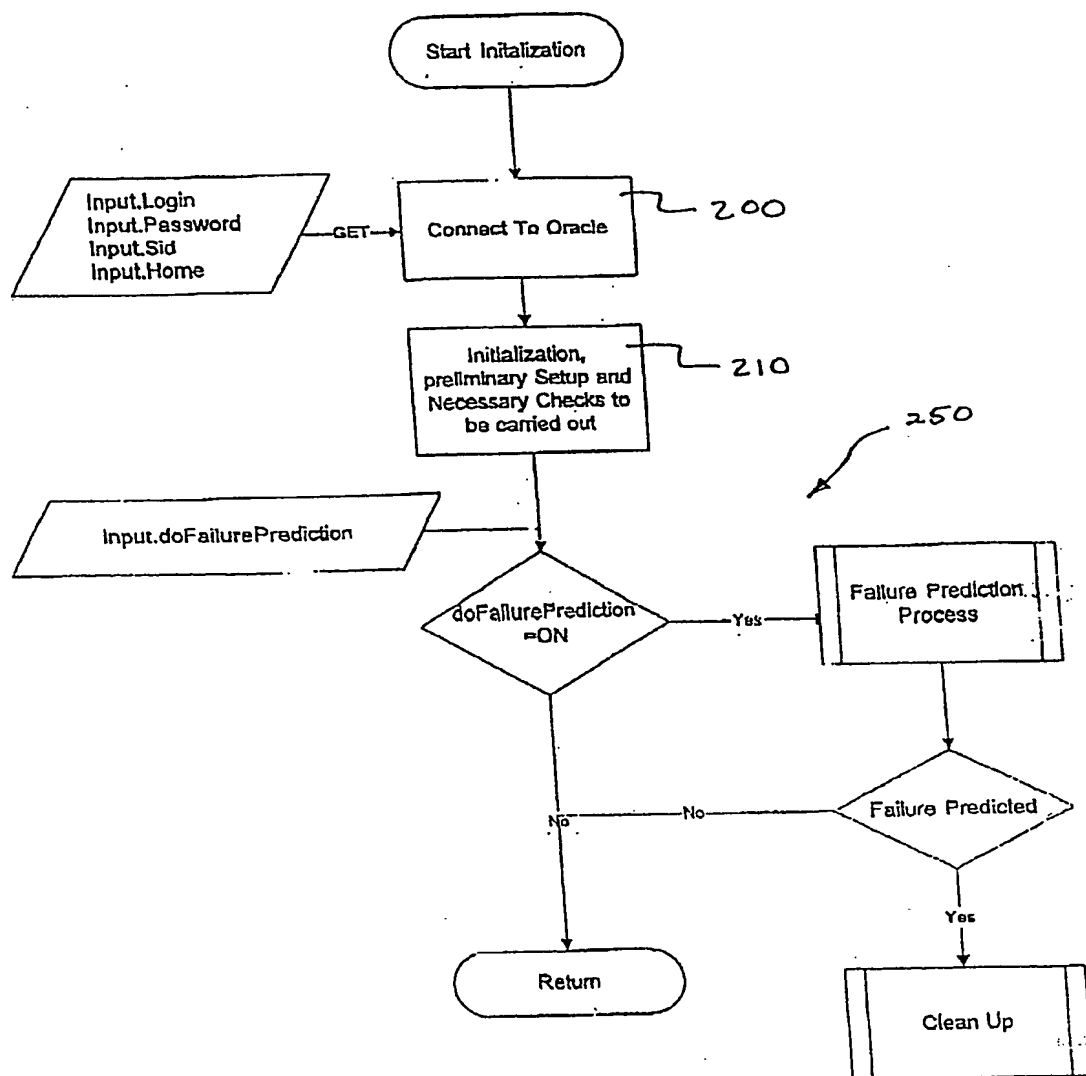 Start Initalization
Input.Login
Input.Password
Input.Sid
Input.Home
GET
Connect To Oracle
200
Initialization,
preliminary Setup and
Necessary Checks to
be carried out
210
250
Input.doFailurePrediction
doFailurePrediction
=ON
Yes
Failure Prediction
Process
No
No
Failure Predicted
Yes
Return
Clean Up